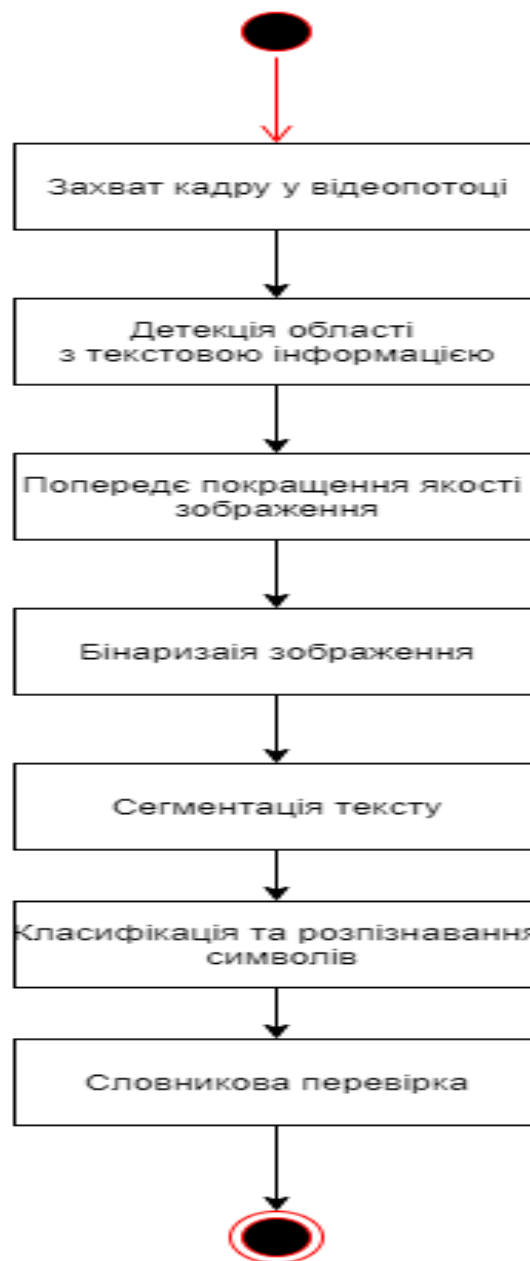 Захват кадру у відеопотоці
Детекція області
з текстовою інформацією
Попереднє покращення якості
зображення
Бінаризаія зображення
Сегментація тексту
Класифікація та розпізнавання
символів
Словникова перевірка